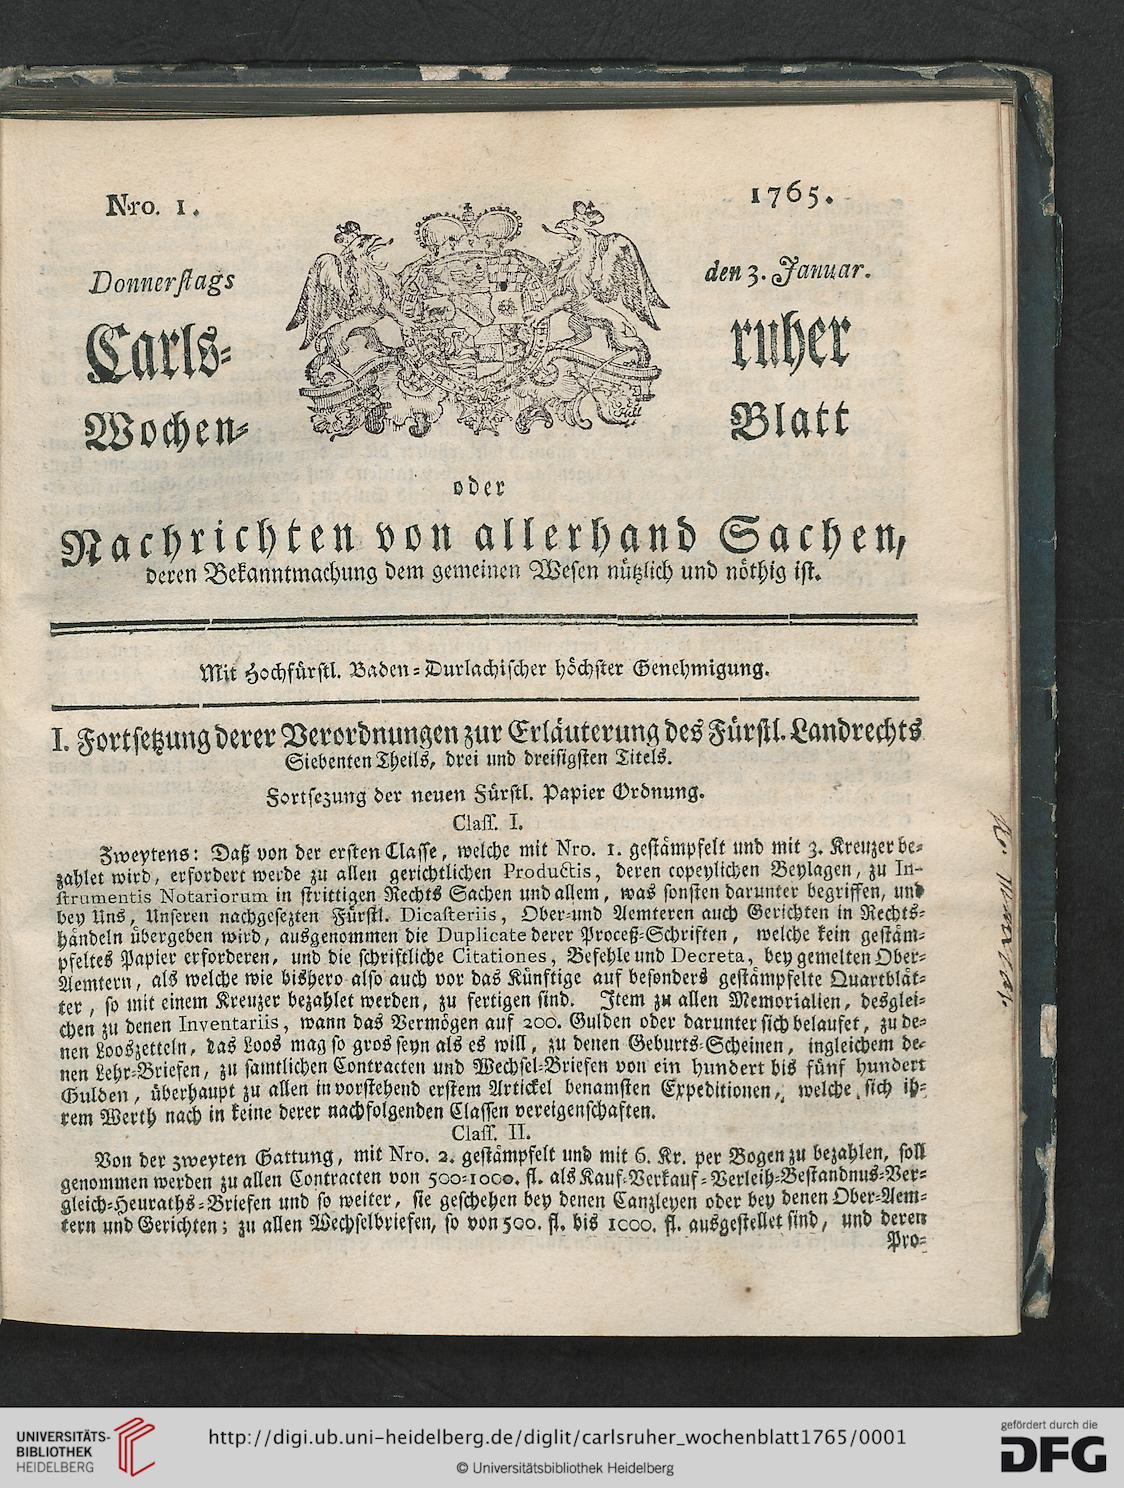 Nro. 1.
1765.
Donnerſtags
den 3. Januar.
Carls-
ruher
Wochen-
Blatt
oder
Nachrichten von allerhand Sachen,
deren Bekanntmachung dem gemeinen Weſen nützlich und nöthig iſt.
Mit Hochfürſtl. Baden-Durlachiſcher höchſter Genehmigung.
I. Fortſetzung derer Verordnungen zur Erläuterung des Fürſtl. Landrechts
Siebenten Theils, drei und dreiſigſten Titels.
Fortſezung der neuen Fürſtl. Papier Ordnung.
Claſſ. I.
Zweytens: Daß von der erſten Claſſe, welche mit Nro. 1. geſtämpfelt und mit 3. Kreuzer be-
zahlet wird, erfordert werde zu allen gerichtlichen Productis, deren copeylichen Beylagen, zu In-
ſtrumentis Notariorum in ſtrittigen Rechts Sachen und allem, was ſonſten darunter begriffen, und
bey Uns, Unſeren nachgeſezten Fürſtl. Dicaſteriis, Ober-und Aemteren auch Gerichten in Rechts-
händeln übergeben wird, ausgenommen die Duplicate derer Proceß-Schriften, welche kein geſtäm-
pfeltes Papier erforderen, und die ſchriftliche Citationes, Befehle und Decreta, bey gemelten Ober-
Aemtern, als welche wie bishero alſo auch vor das Künftige auf beſonders geſtämpfelte Quartblät-
ter, ſo mit einem Kreuzer bezahlet werden, zu fertigen ſind. Item zu allen Memorialien, desglei-
chen zu denen Inventariis, wann das Vermögen auf 200. Gulden oder darunter ſich belaufet, zu de-
nen Looszetteln, das Loos mag ſo gros ſeyn als es will, zu denen Geburts-Scheinen, ingleichem de-
nen Lehr-Briefen, zu ſamtlichen Contracten und Wechſel-Briefen von ein hundert bis fünf hundert
Gulden, überhaupt zu allen in vorſtehend erſtem Artickel benamſten Expeditionen, welche ſich ih-
rem Werth nach in keine derer nachfolgenden Claſſen vereigenſchaften.
Claſſ. II.
Von der zweyten Gattung, mit Nro. 2. geſtämpfelt und mit 6. Kr. per Bogen zu bezahlen, ſoll
genommen werden zu allen Contracten von 500-1000. fl. als Kauf-Verkauf-Verleih-Beſtandnus-Ver-
gleich-Heuraths-Briefen und ſo weiter, ſie geſchehen bey denen Canzleyen oder bey denen Ober-Aem-
tern und Gerichten; zu allen Wechſelbriefen, ſo von 500. fl. bis 1000. fl. ausgeſtellet ſind, und deren
Pro-
UNIVERSITÄTS-
BIBLIOTHEK
HEIDELBERG
http://digi.ub.uni-heidelberg.de/diglit/carlsruher_wochenblatt1765/0001
© Universitätsbibliothek Heidelberg
gefördert durch die
DFG